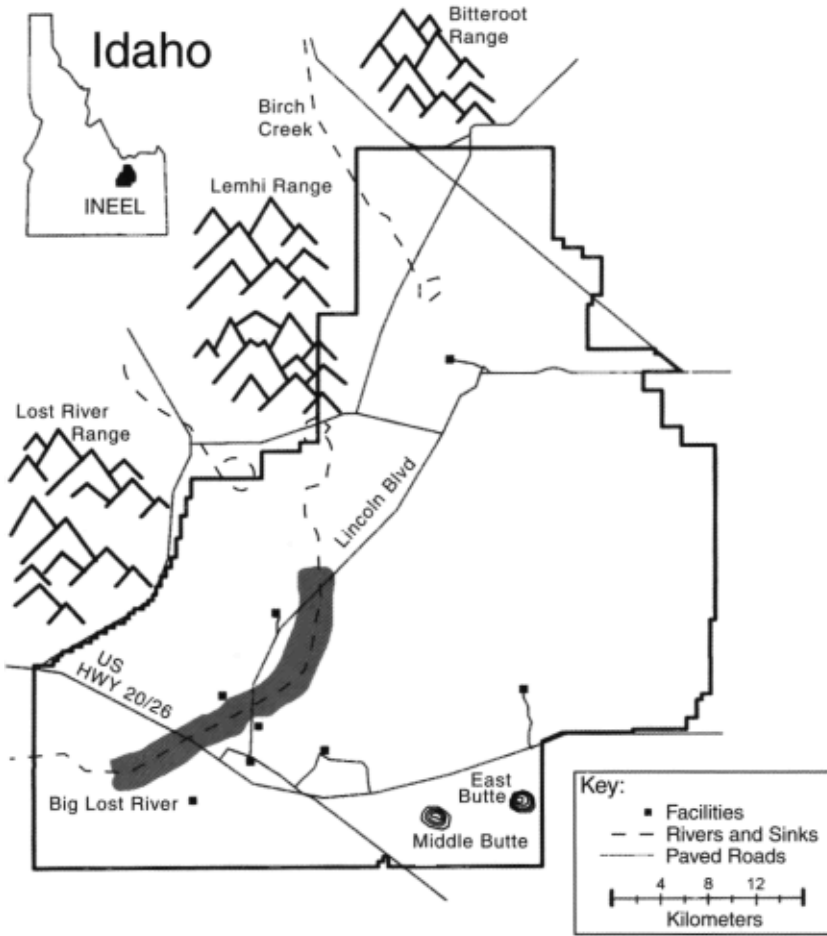 Idaho
INEEL
Bitteroot
Range
Birch
Creek
Lemhi Range
Lost River
Range
Lincoln Blvd
US
HWY 20/26
Big Lost River
East
Butte
Middle Butte
Key:
Facilities
Rivers and Sinks
Paved Roads
4 8 12
Kilometers